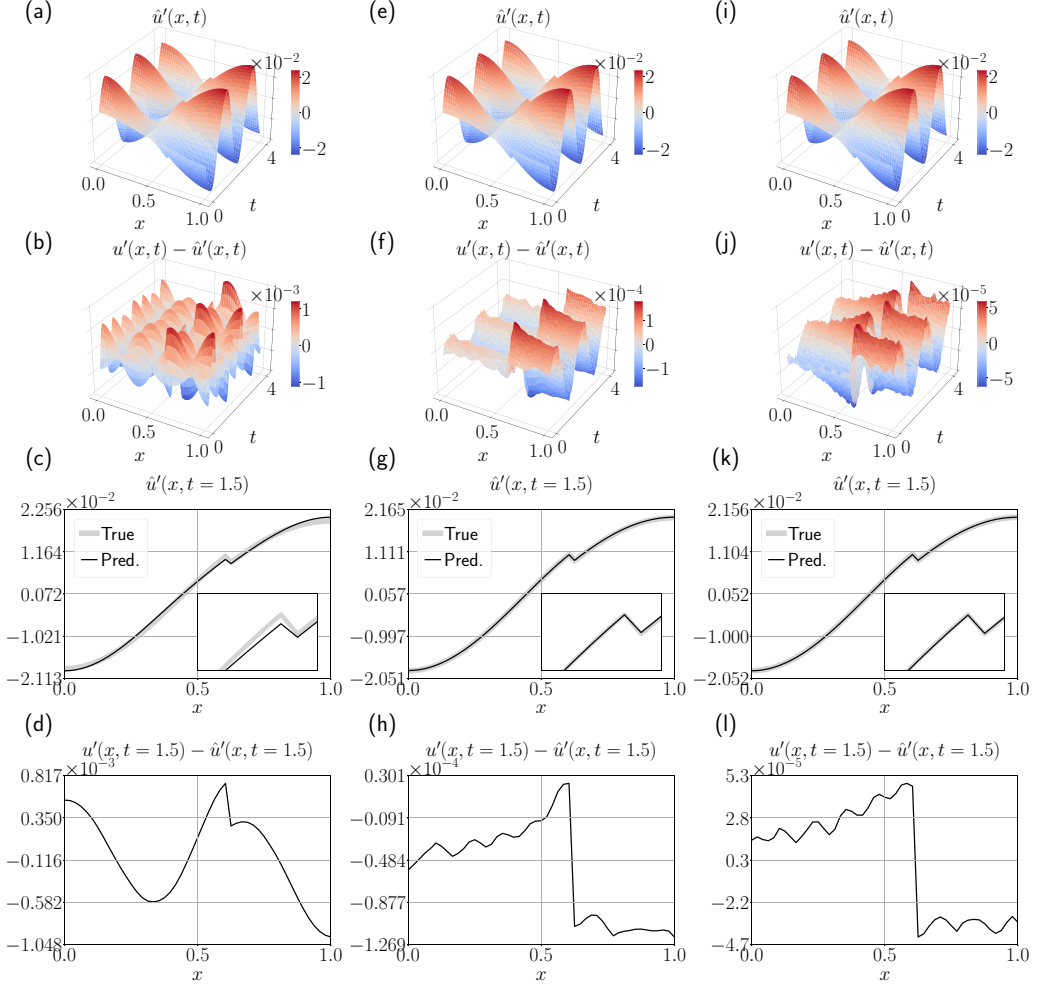 (a)
û′(x, t)
×10⁻²
2
0
−2
0.0
0.5
1.0
x
0
4
t
(e)
û′(x, t)
×10⁻²
2
0
−2
0.0
0.5
1.0
x
0
4
t
(i)
û′(x, t)
×10⁻²
2
0
−2
0.0
0.5
1.0
x
0
4
t
(b)
u′(x, t) − û′(x, t)
×10⁻³
1
0
−1
0.0
0.5
1.0
x
0
4
t
(f)
u′(x, t) − û′(x, t)
×10⁻⁴
1
0
−1
0.0
0.5
1.0
x
0
4
t
(j)
u′(x, t) − û′(x, t)
×10⁻⁵
5
0
−5
0.0
0.5
1.0
x
0
4
t
(c)
û′(x, t = 1.5)
×10⁻²
2.256
1.164
0.072
−1.021
−2.113
True
Pred.
0.0
0.5
1.0
x
(g)
û′(x, t = 1.5)
×10⁻²
2.165
1.111
0.057
−0.997
−2.051
True
Pred.
0.0
0.5
1.0
x
(k)
û′(x, t = 1.5)
×10⁻²
2.156
1.104
0.052
−1.000
−2.052
True
Pred.
0.0
0.5
1.0
x
(d)
u′(x, t = 1.5) − û′(x, t = 1.5)
×10⁻³
0.817
0.350
−0.116
−0.582
−1.048
0.0
0.5
1.0
x
(h)
u′(x, t = 1.5) − û′(x, t = 1.5)
×10⁻⁴
0.301
−0.091
−0.484
−0.877
−1.269
0.0
0.5
1.0
x
(l)
u′(x, t = 1.5) − û′(x, t = 1.5)
×10⁻⁵
5.3
2.8
0.3
−2.2
−4.7
0.0
0.5
1.0
x